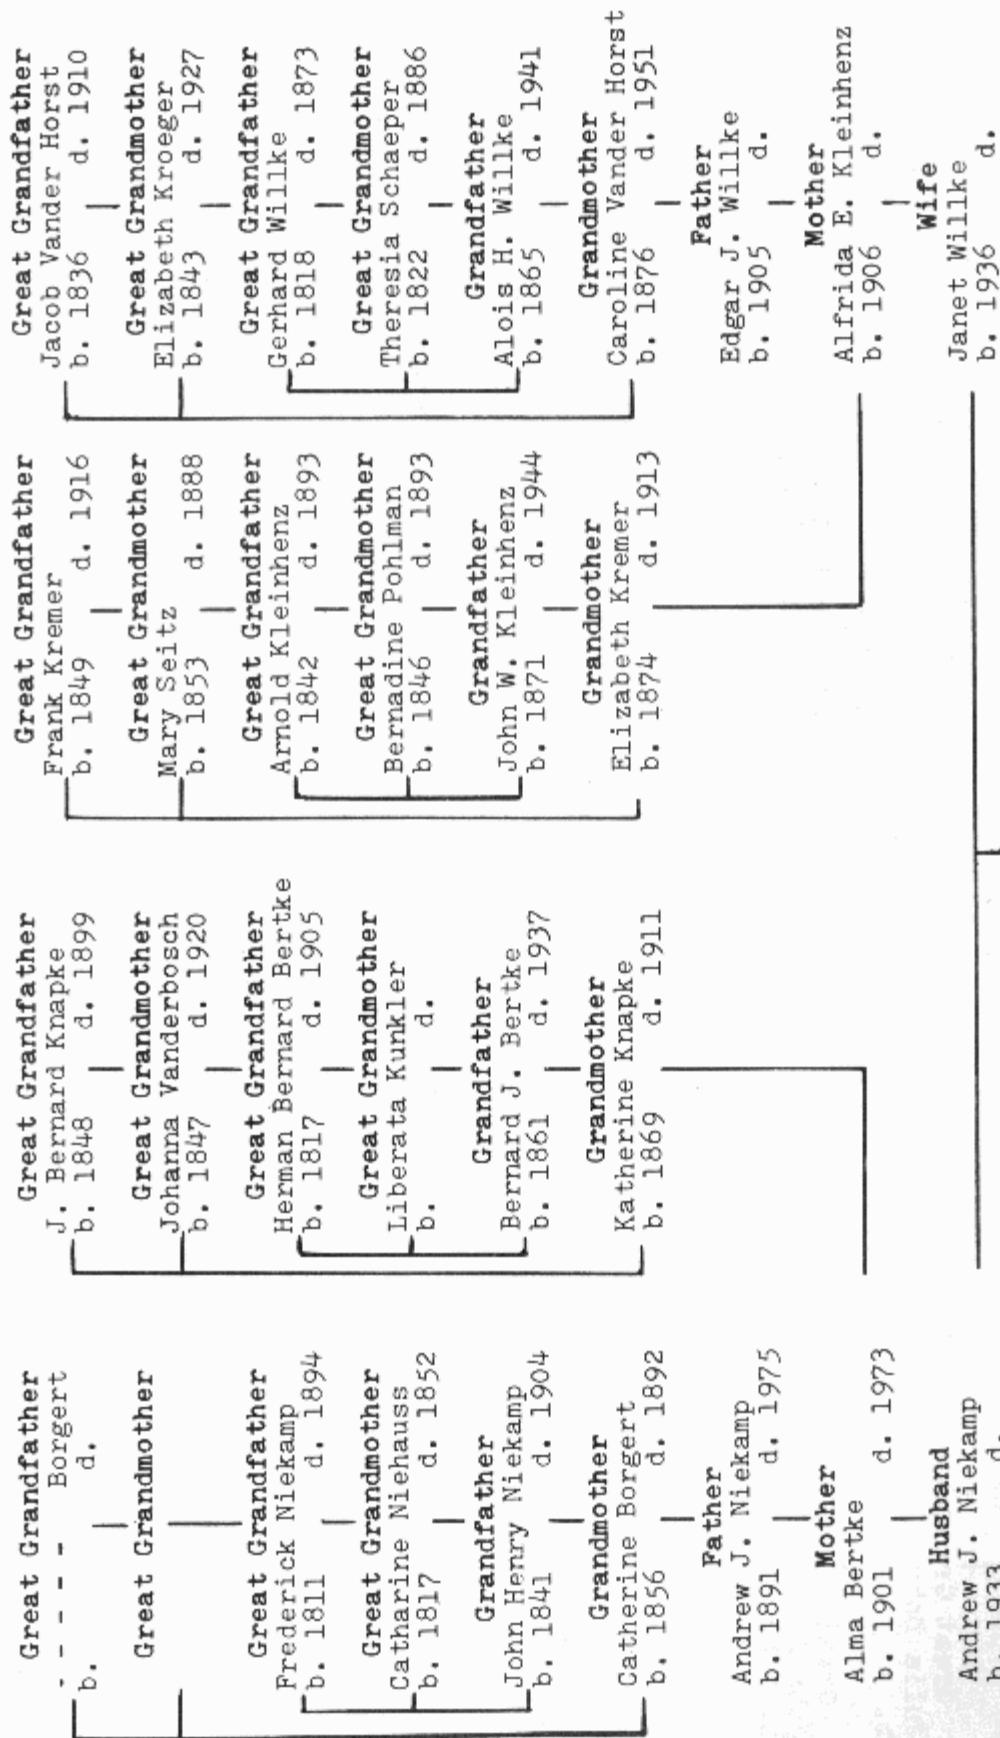 Great Grandfather
- - - - - Borgert
b. d.
Great Grandmother
Great Grandfather
Frederick Niekamp
b. 1811 d. 1894
Great Grandmother
Catharine Niehauss
b. 1817 d. 1852
Grandfather
John Henry Niekamp
b. 1841 d. 1904
Grandmother
Catherine Borgert
b. 1856 d. 1892
Father
Andrew J. Niekamp
b. 1891 d. 1975
Mother
Alma Bertke
b. 1901 d. 1973
Husband
Andrew J. Niekamp
b. 1933 d.
Great Grandfather
J. Bernard Knapke
b. 1848 d. 1899
Great Grandmother
Johanna Vanderbosch
b. 1847 d. 1920
Great Grandfather
Herman Bernard Bertke
b. 1817 d. 1905
Great Grandmother
Liberata Kunkler
b. d.
Grandfather
Bernard J. Bertke
b. 1861 d. 1937
Grandmother
Katherine Knapke
b. 1869 d. 1911
Great Grandfather
Frank Kremer
b. 1849 d. 1916
Great Grandmother
Mary Seitz
b. 1853 d. 1888
Great Grandfather
Arnold Kleinhenz
b. 1842 d. 1893
Great Grandmother
Bernadine Pohlman
b. 1846 d. 1893
Grandfather
John W. Kleinhenz
b. 1871 d. 1944
Grandmother
Elizabeth Kremer
b. 1874 d. 1913
Great Grandfather
Jacob Vander Horst
b. 1836 d. 1910
Great Grandmother
Elizabeth Kroeger
b. 1843 d. 1927
Great Grandfather
Gerhard Willke
b. 1818 d. 1873
Great Grandmother
Theresia Schaeper
b. 1822 d. 1886
Grandfather
Alois H. Willke
b. 1865 d. 1941
Grandmother
Caroline Vander Horst
b. 1876 d. 1951
Father
Edgar J. Willke
b. 1905 d.
Mother
Alfrida E. Kleinhenz
b. 1906 d.
Wife
Janet Willke
b. 1936 d.